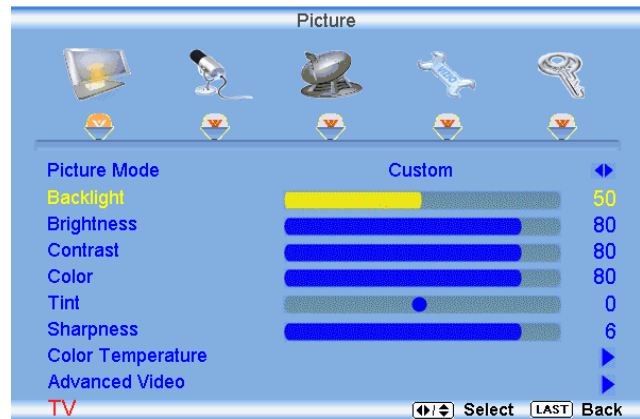 Picture
Picture Mode Custom
Backlight 50
Brightness 80
Contrast 80
Color 80
Tint 0
Sharpness 6
Color Temperature
Advanced Video
TV Select LAST Back